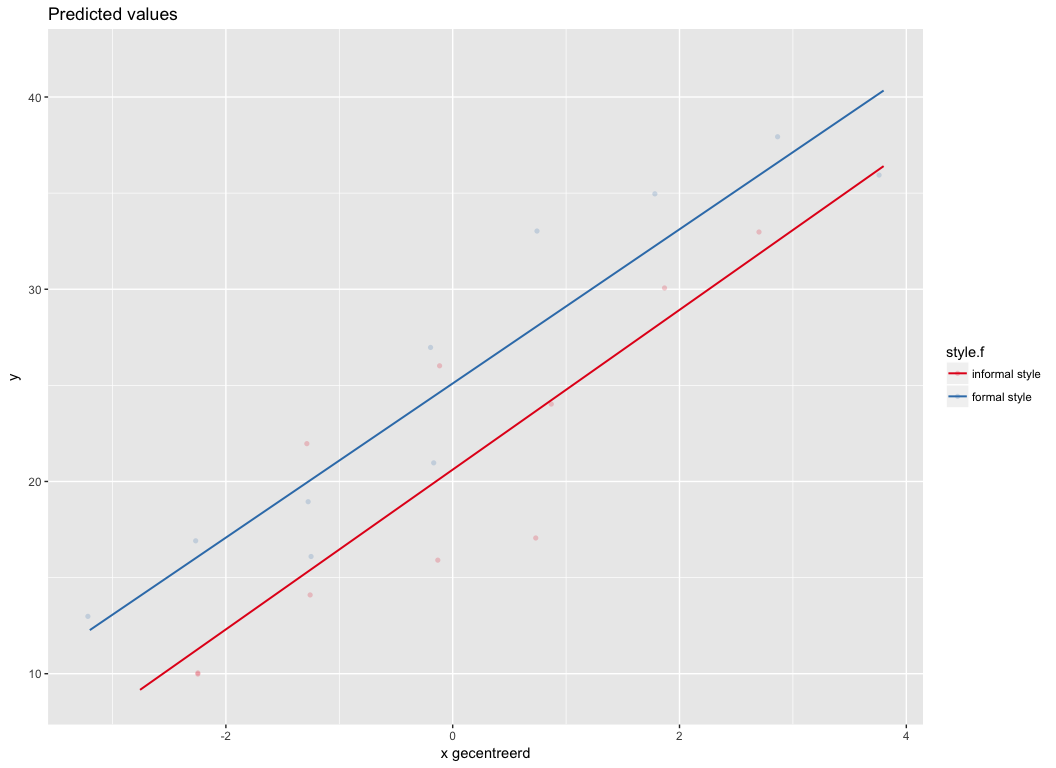 Predicted values
40
30
20
10
y
-2
0
2
4
x gecentreerd
style.f
informal style
formal style